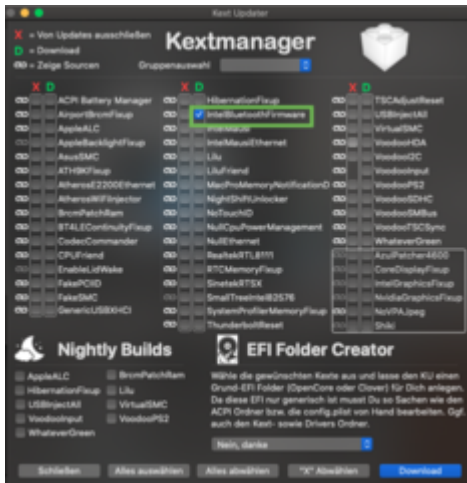 Kext Updater
X = Von Updates ausschließen
D = Download
= Zeige Sourcen
Kextmanager
Gruppenauswahl
X D
ACPI Battery Manager
AirportBrcmFixup
AppleALC
AppleBacklightFixup
AsusSMC
ATH9KFixup
AtherosE2200Ethernet
AtherosWiFiInjector
BrcmPatchRam
BT4LEContinuityFixup
CodecCommander
CPUFriend
EnableLidWake
FakePCIID
FakeSMC
GenericUSBXHCI
X D
HibernationFixup
IntelBluetoothFirmware
IntelMausi
IntelMausiEthernet
Lilu
LiluFriend
MacProMemoryNotificationD
NightShiftUnlocker
NoTouchID
NullCpuPowerManagement
NullEthernet
RealtekRTL8111
RTCMemoryFixup
SinetekRTSX
SmallTreeIntel82576
SystemProfilerMemoryFixup
ThunderboltReset
X D
TSCAdjustReset
USBInjectAll
VirtualSMC
VoodooHDA
VoodooI2C
VoodooInput
VoodooPS2
VoodooSDHC
VoodooSMBus
VoodooTSCSync
WhateverGreen
AzulPatcher4600
CoreDisplayFixup
IntelGraphicsFixup
NvidiaGraphicsFixup
NoVPAJpeg
Shiki
Nightly Builds
AppleALC
HibernationFixup
USBInjectAll
VoodooInput
WhateverGreen
BrcmPatchRam
Lilu
VirtualSMC
VoodooPS2
EFI Folder Creator
Wähle die gewünschten Kexte aus und lasse den KU einen
Grund-EFI Folder (OpenCore oder Clover) für Dich anlegen.
Da diese EFI nur generisch ist musst Du so Sachen wie den
ACPI Ordner bzw. die config.plist von Hand bearbeiten. Ggf.
auch den Kext- sowie Drivers Ordner.
Nein, danke
Schließen
Alles auswählen
Alles abwählen
"X" Abwählen
Download